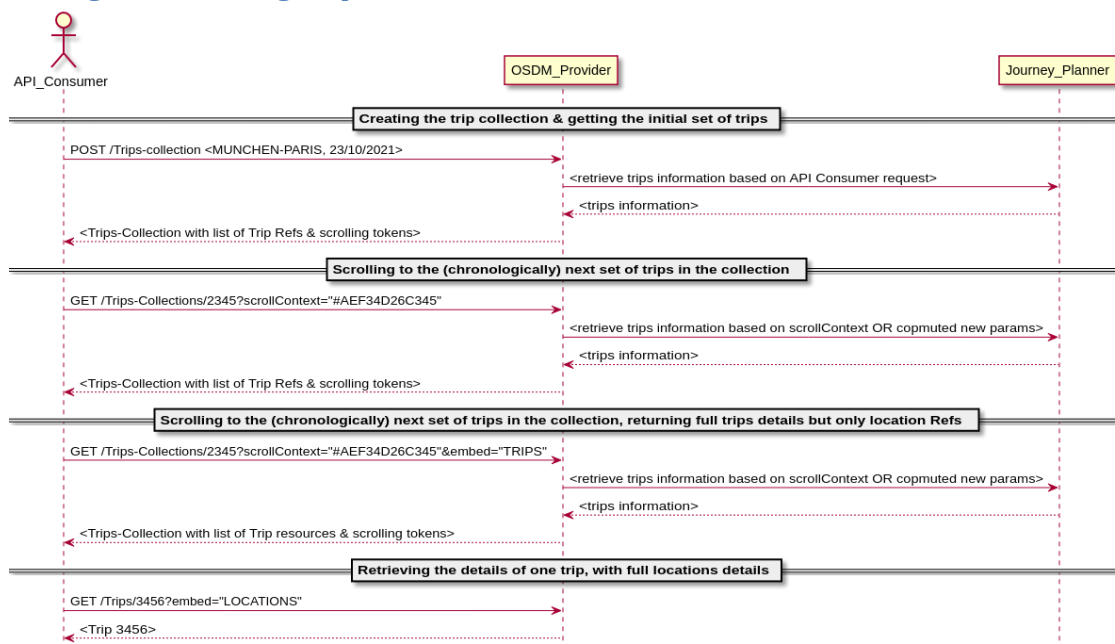 API_Consumer
OSDM_Provider
Journey_Planner
Creating the trip collection & getting the initial set of trips
POST /Trips-collection <MUNCHEN-PARIS, 23/10/2021>
<retrieve trips information based on API Consumer request>
<trips information>
<Trips-Collection with list of Trip Refs & scrolling tokens>
Scrolling to the (chronologically) next set of trips in the collection
GET /Trips-Collections/2345?scrollContext="#AEF34D26C345"
<retrieve trips information based on scrollContext OR copmuted new params>
<trips information>
<Trips-Collection with list of Trip Refs & scrolling tokens>
Scrolling to the (chronologically) next set of trips in the collection, returning full trips details but only location Refs
GET /Trips-Collections/2345?scrollContext="#AEF34D26C345"&embed="TRIPS"
<retrieve trips information based on scrollContext OR copmuted new params>
<trips information>
<Trips-Collection with list of Trip resources & scrolling tokens>
Retrieving the details of one trip, with full locations details
GET /Trips/3456?embed="LOCATIONS"
<Trip 3456>